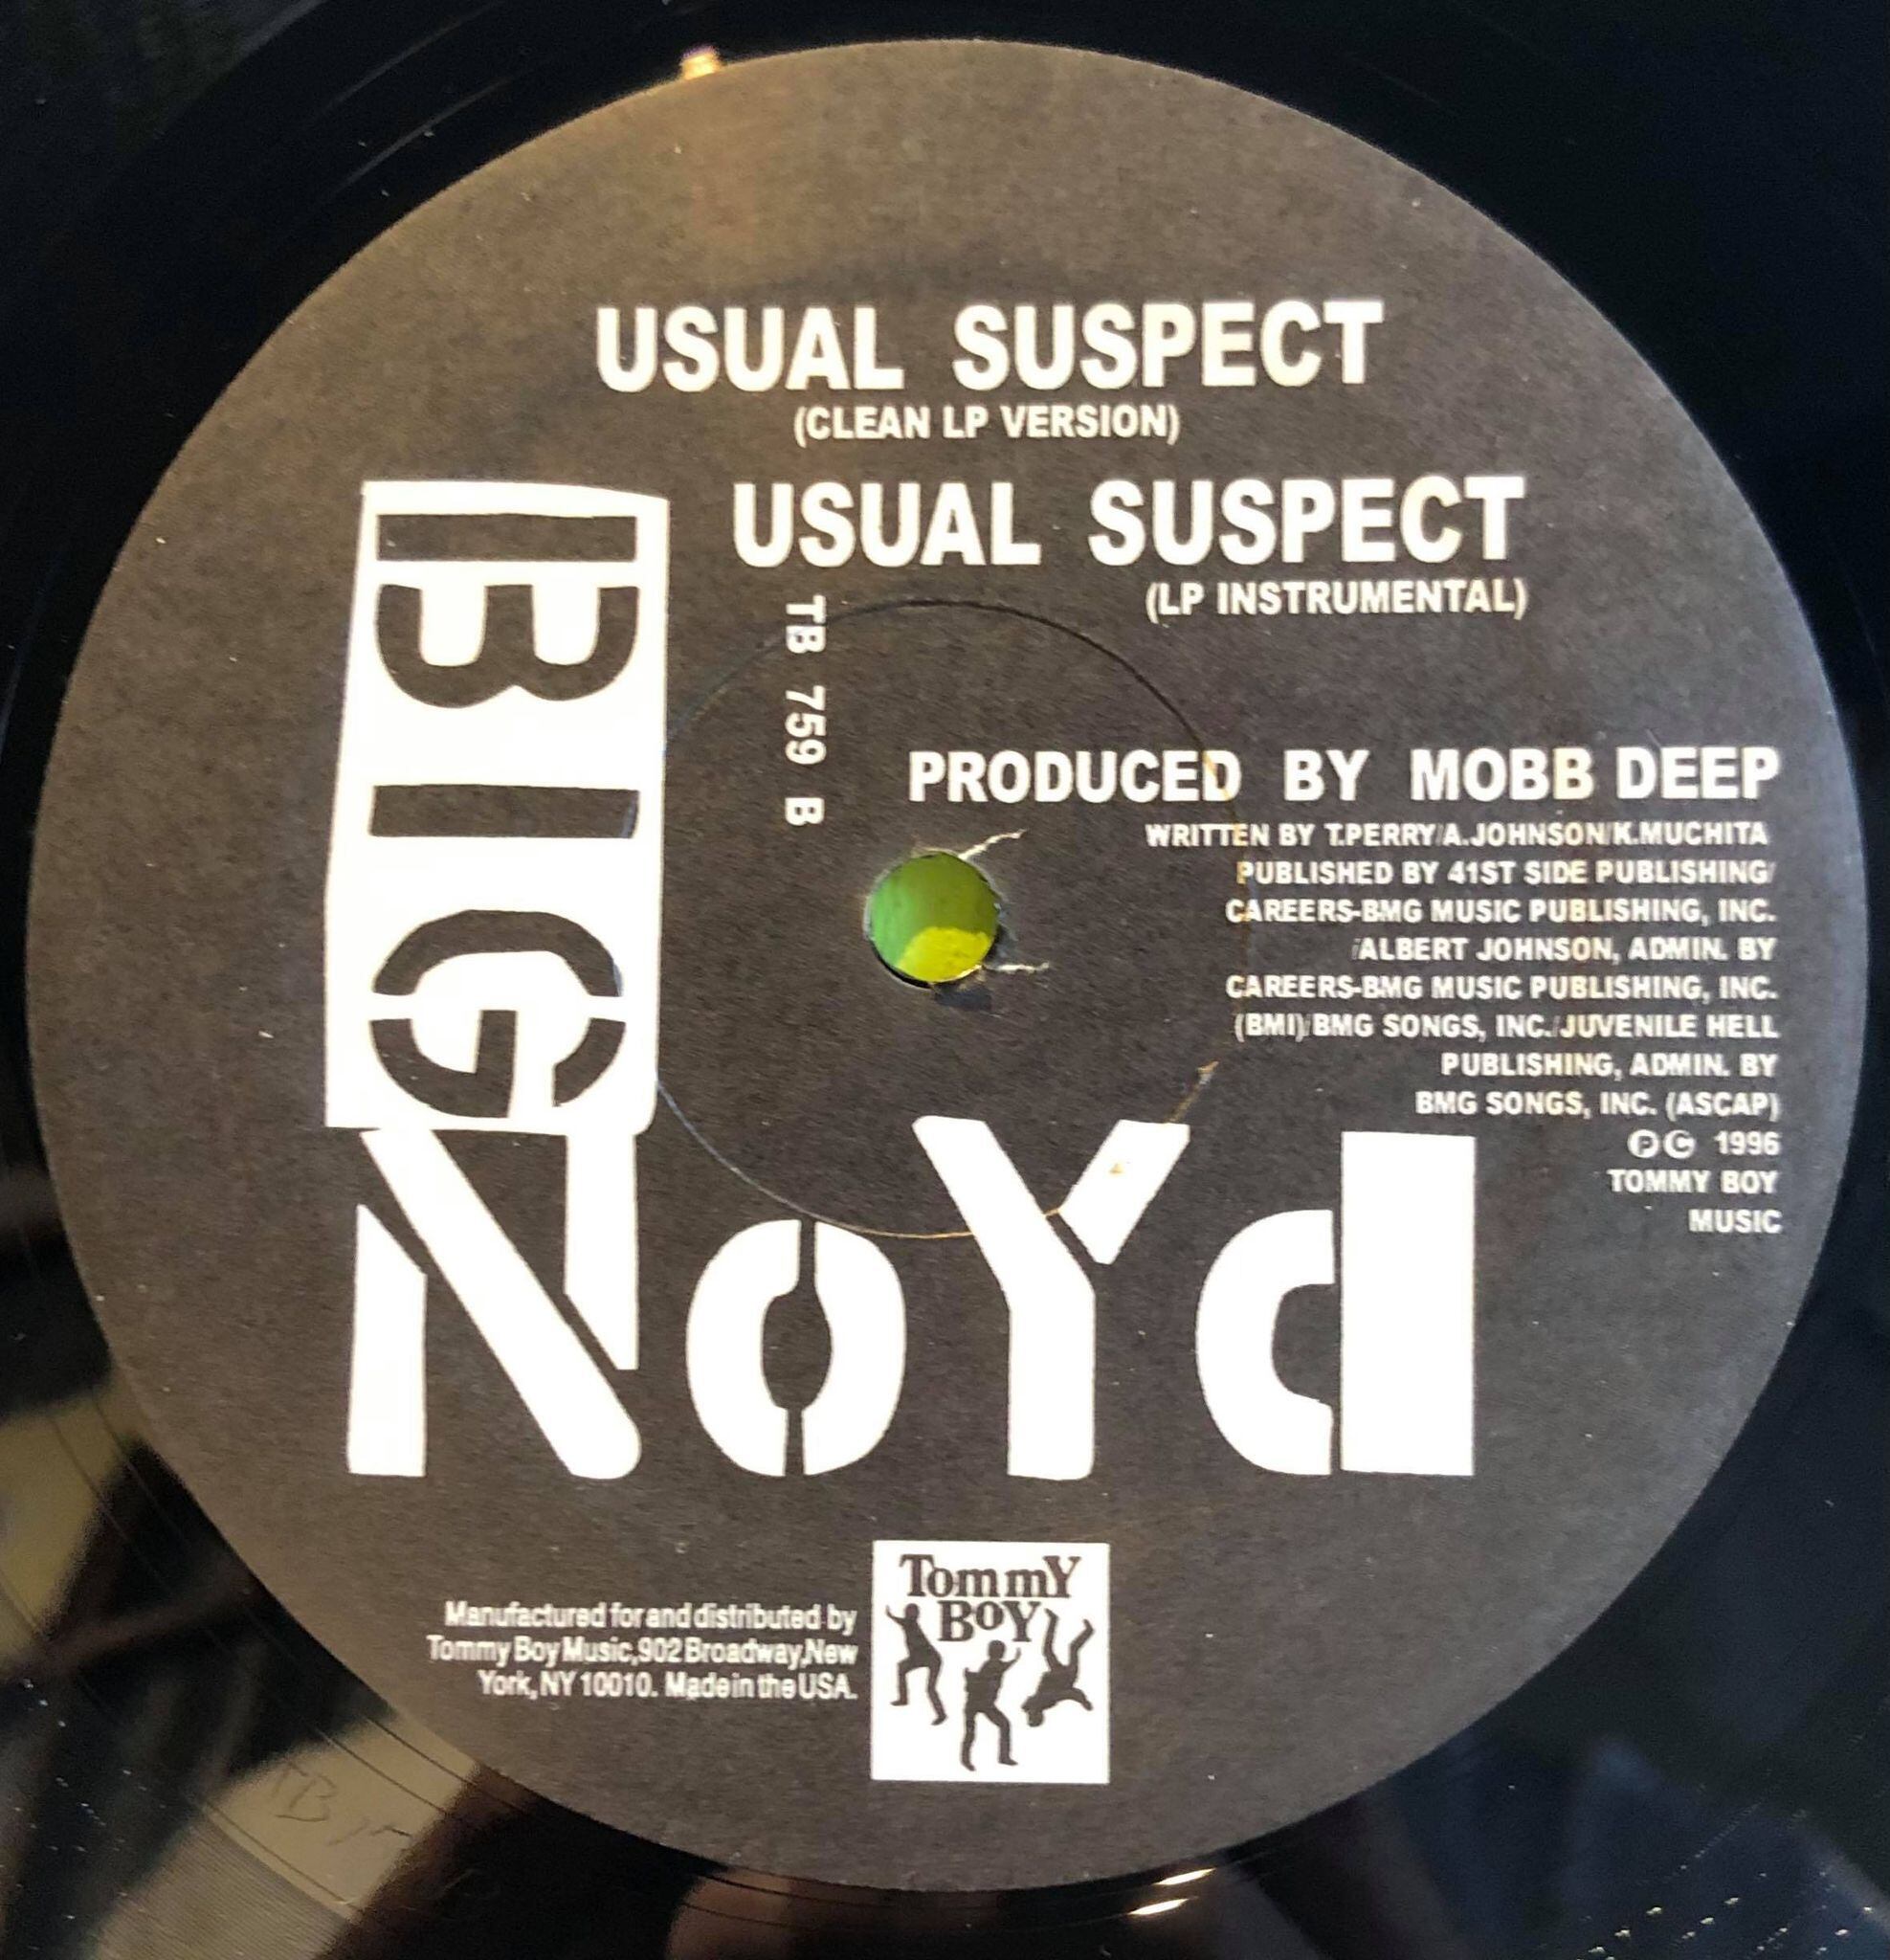 USUAL SUSPECT
(CLEAN LP VERSION)
USUAL SUSPECT
(LP INSTRUMENTAL)
TB 759 B
PRODUCED BY MOBB DEEP
WRITTEN BY T.PERRY/A.JOHNSON/K.MUCHITA
PUBLISHED BY 41ST SIDE PUBLISHING/
CAREERS-BMG MUSIC PUBLISHING, INC.
/ALBERT JOHNSON, ADMIN. BY
CAREERS-BMG MUSIC PUBLISHING, INC.
(BMI)/BMG SONGS, INC./JUVENILE HELL
PUBLISHING, ADMIN. BY
BMG SONGS, INC. (ASCAP)
Ⓟ© 1996
TOMMY BOY
MUSIC
BIG
NoYd
Manufactured for and distributed by
Tommy Boy Music,902 Broadway,New
York, NY 10010. Made in the USA.
TommY
BoY